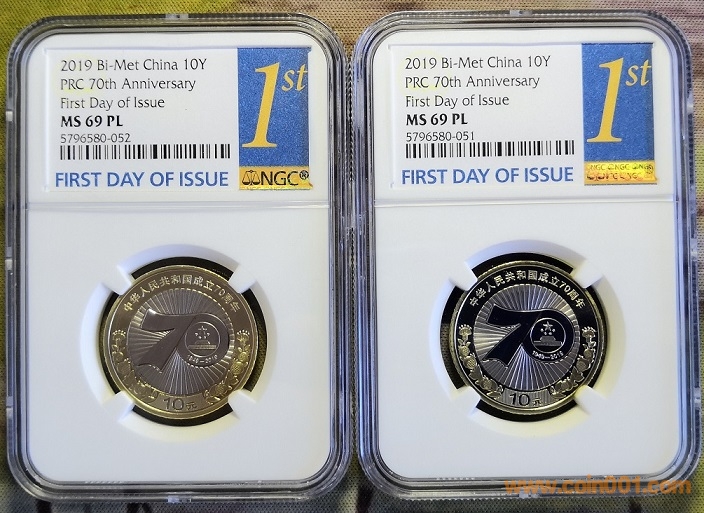 2019 Bi-Met China 10Y
PRC 70th Anniversary
First Day of Issue
MS 69 PL
5796580-052
1st
FIRST DAY OF ISSUE
NGC®
中华人民共和国成立70周年
70
1949—2019
10元
2019 Bi-Met China 10Y
PRC 70th Anniversary
First Day of Issue
MS 69 PL
5796580-051
1st
FIRST DAY OF ISSUE
NGC NGC
中华人民共和国成立70周年
70
1949—2019
10元
www.coin001.com